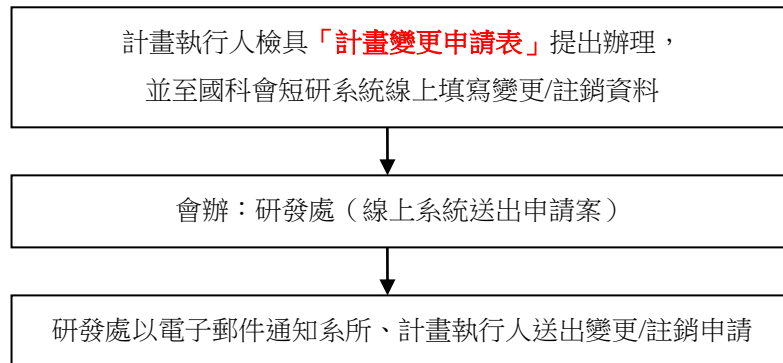 計畫執行人檢具「計畫變更申請表」提出辦理，
並至國科會短研系統線上填寫變更/註銷資料
會辦：研發處（線上系統送出申請案）
研發處以電子郵件通知系所、計畫執行人送出變更/註銷申請